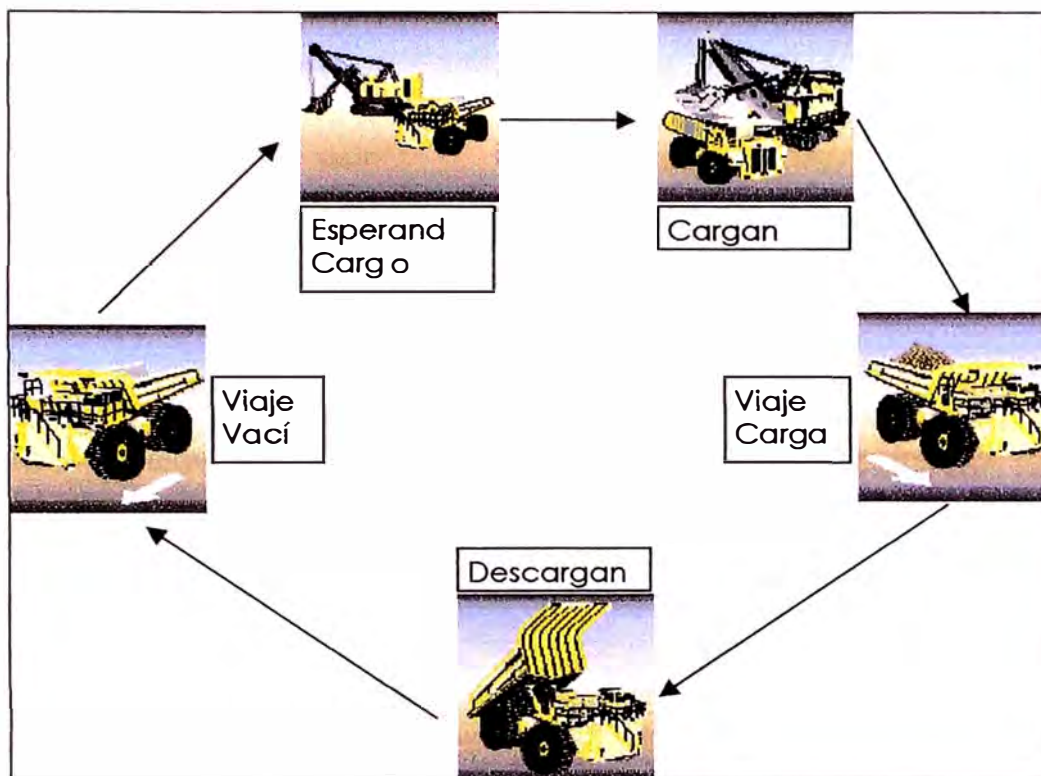 Esperand
Carg o
Cargan
Viaje
Vací
Viaje
Carga
Descargan